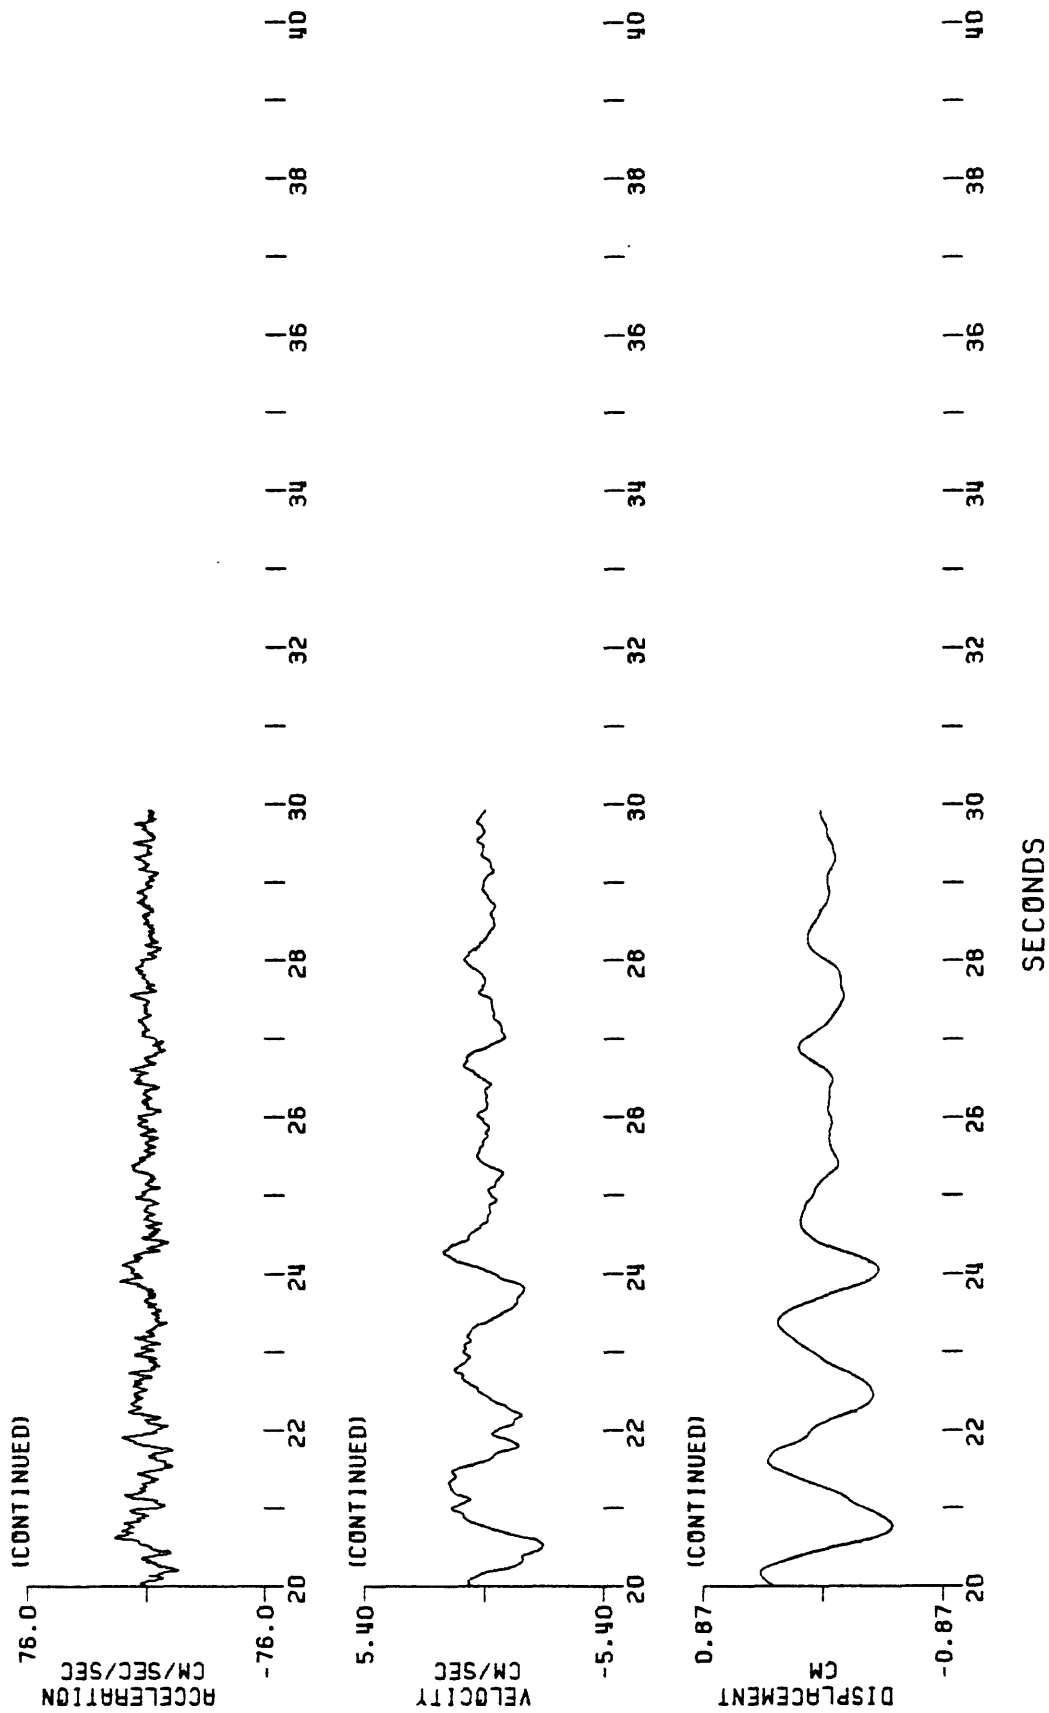 (CONTINUED)
76.0
-76.0
ACCELERATION
CM/SEC/SEC
20 22 24 26 28 30 32 34 36 38 40
(CONTINUED)
5.40
-5.40
VELOCITY
CM/SEC
20 22 24 26 28 30 32 34 36 38 40
(CONTINUED)
0.87
-0.87
DISPLACEMENT
CM
20 22 24 26 28 30 32 34 36 38 40
SECONDS